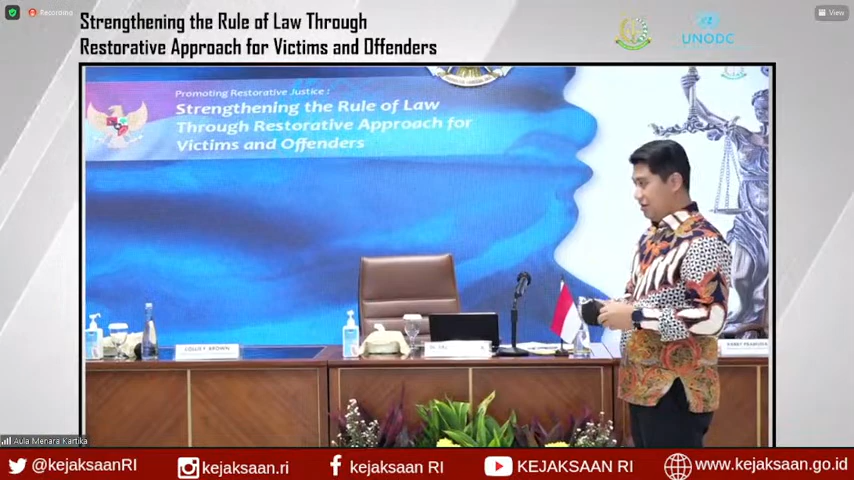 Recording
Strengthening the Rule of Law Through
Restorative Approach for Victims and Offenders
UNODC
View
Promoting Restorative Justice :
Strengthening the Rule of Law
Through Restorative Approach for
Victims and Offenders
COLLIE F. BROWN
Aula Menara Kartika
@kejaksaanRI
kejaksaan.ri
kejaksaan RI
KEJAKSAAN RI
www.kejaksaan.go.id